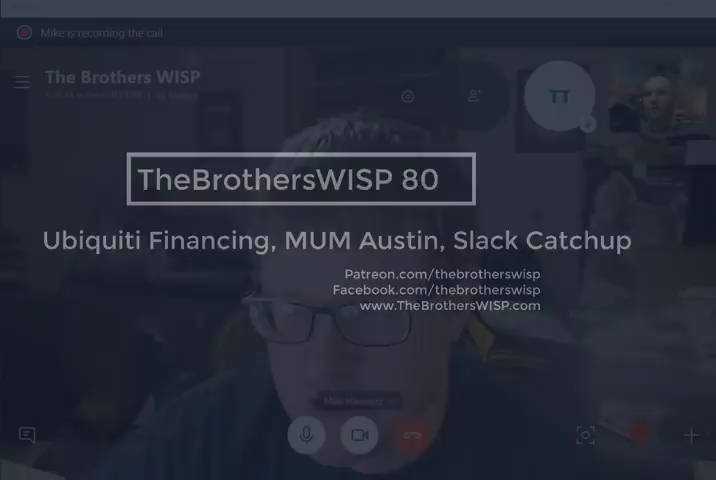 Mike is recording the call
The Brothers WISP
TT
TheBrothersWISP 80
Ubiquiti Financing, MUM Austin, Slack Catchup
Patreon.com/thebrotherswisp
Facebook.com/thebrotherswisp
www.TheBrothersWISP.com